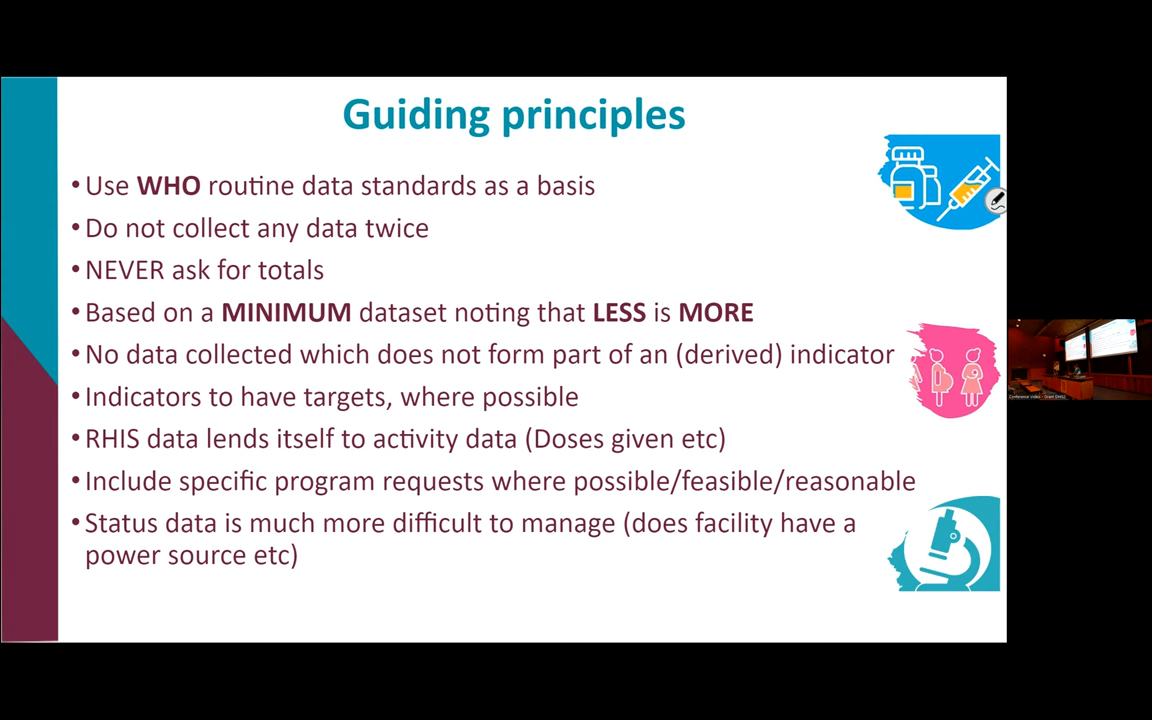 Guiding principles
• Use WHO routine data standards as a basis
• Do not collect any data twice
• NEVER ask for totals
• Based on a MINIMUM dataset noting that LESS is MORE
• No data collected which does not form part of an (derived) indicator
• Indicators to have targets, where possible
• RHIS data lends itself to activity data (Doses given etc)
• Include specific program requests where possible/feasible/reasonable
• Status data is much more difficult to manage (does facility have a
power source etc)